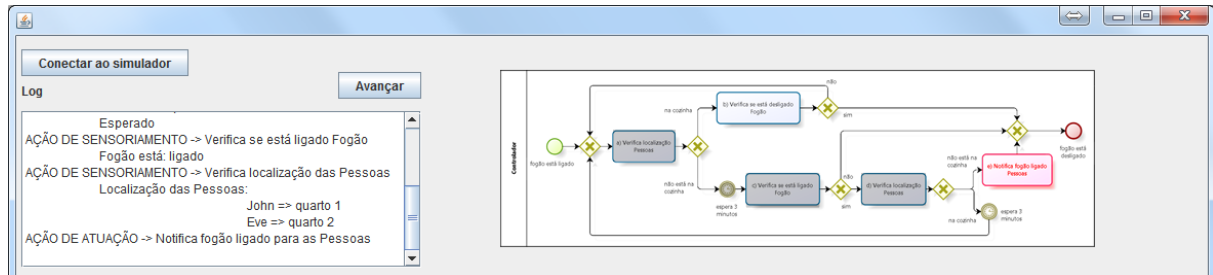 Conectar ao simulador
Avançar
Log
Esperado
AÇÃO DE SENSORIAMENTO -> Verifica se está ligado Fogão
Fogão está: ligado
AÇÃO DE SENSORIAMENTO -> Verifica localização das Pessoas
Localização das Pessoas:
John => quarto 1
Eve => quarto 2
AÇÃO DE ATUAÇÃO -> Notifica fogão ligado para as Pessoas
Controlador
fogão está ligado
a) Verifica localização
Pessoas
na cozinha
b) Verifica se está desligado
Fogão
não
sim
não está na
cozinha
espera 3
minutos
c) Verifica se está ligado
Fogão
não
sim
d) Verifica localização
Pessoas
não está na
cozinha
na cozinha
e) Notifica fogão ligado
Pessoas
espera 3
minutos
fogão está
desligado